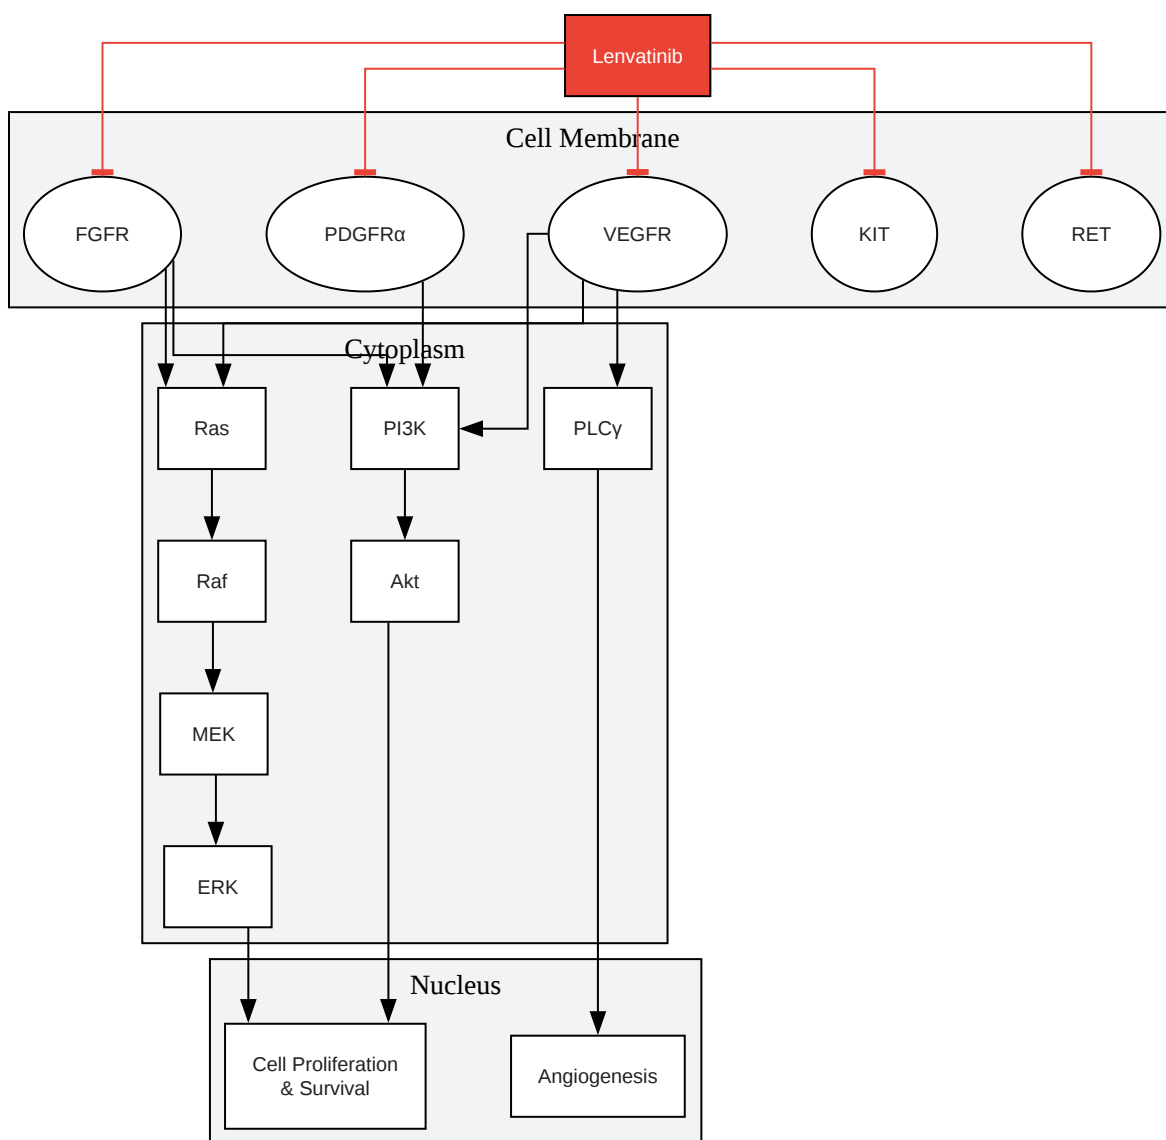 Lenvatinib
Cell Membrane
FGFR
PDGFRα
VEGFR
KIT
RET
Cytoplasm
Ras
PI3K
PLCγ
Raf
Akt
MEK
ERK
Nucleus
Cell Proliferation
& Survival
Angiogenesis